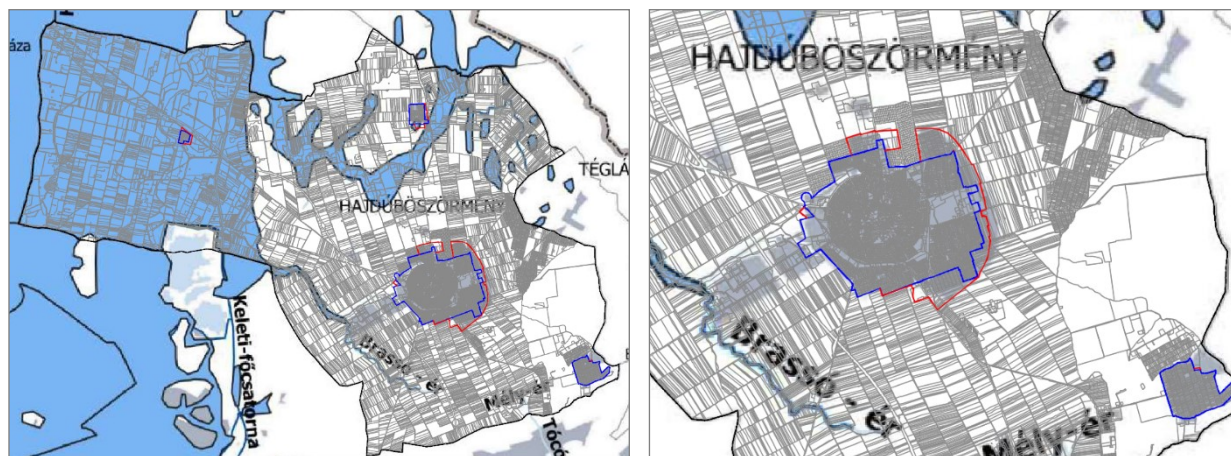 áza
TÉGLÁ
HAJDÚBÖSZÖRMÉNY
Keleti-főcsatorna
Brassó - ér
Mély-ér
Tócó
HAJDÚBÖSZÖRMÉNY
Brassó - ér
Mély-ér